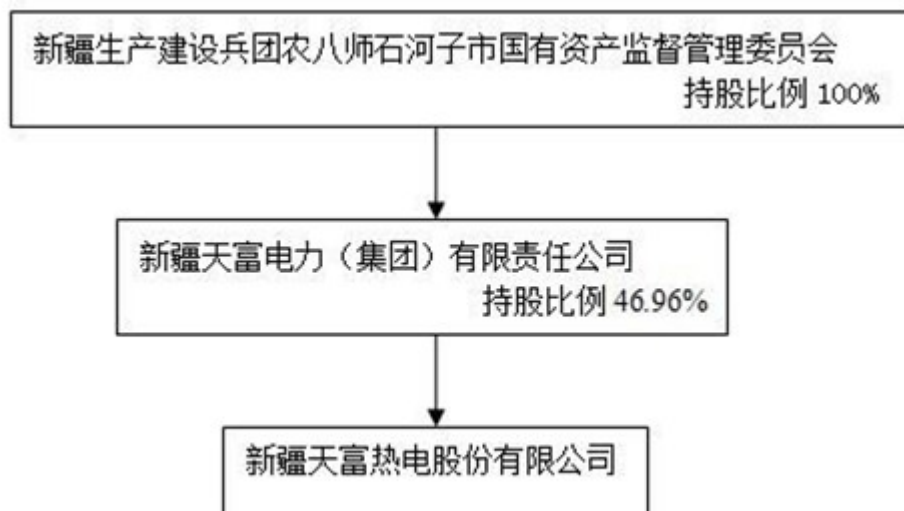 新疆生产建设兵团农八师石河子市国有资产监督管理委员会
持股比例 100%
新疆天富电力（集团）有限责任公司
持股比例 46.96%
新疆天富热电股份有限公司